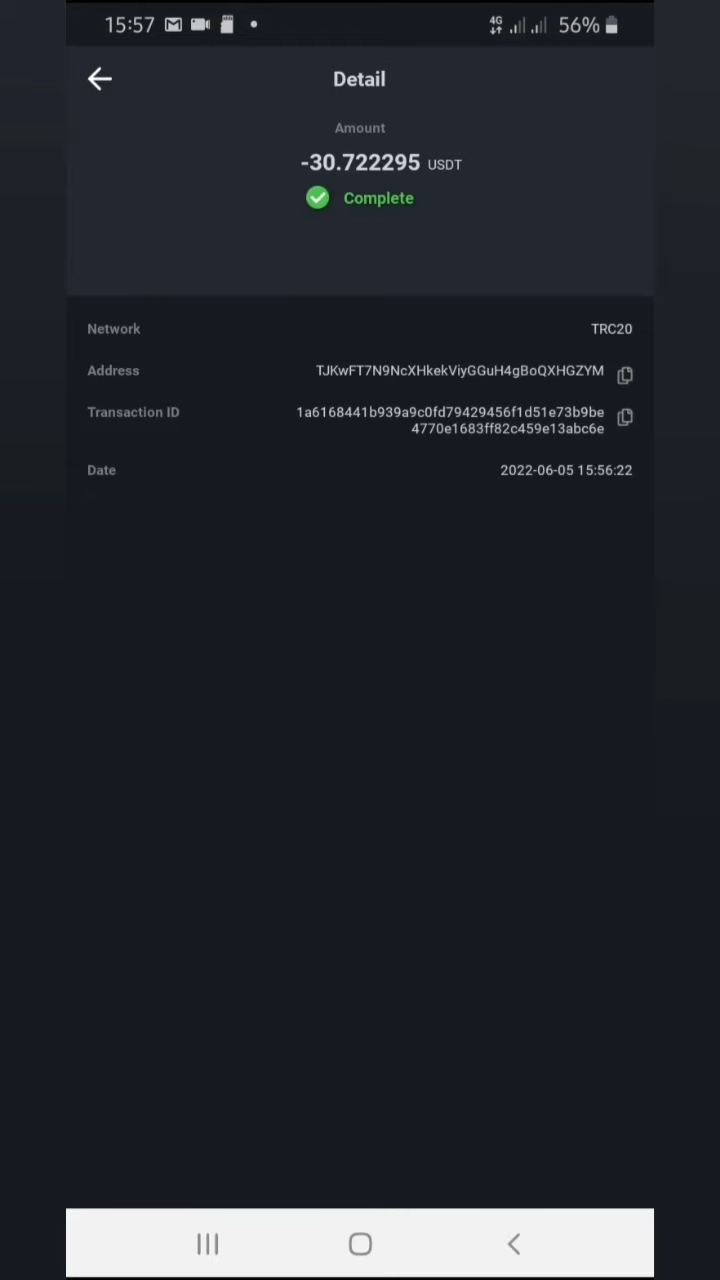 15:57 4G 56%
Detail
Amount
-30.722295 USDT
Complete
Network TRC20
Address TJKwFT7N9NcXHkekViyGGuH4gBoQXHGZYM
Transaction ID 1a6168441b939a9c0fd79429456f1d51e73b9be
4770e1683ff82c459e13abc6e
Date 2022-06-05 15:56:22